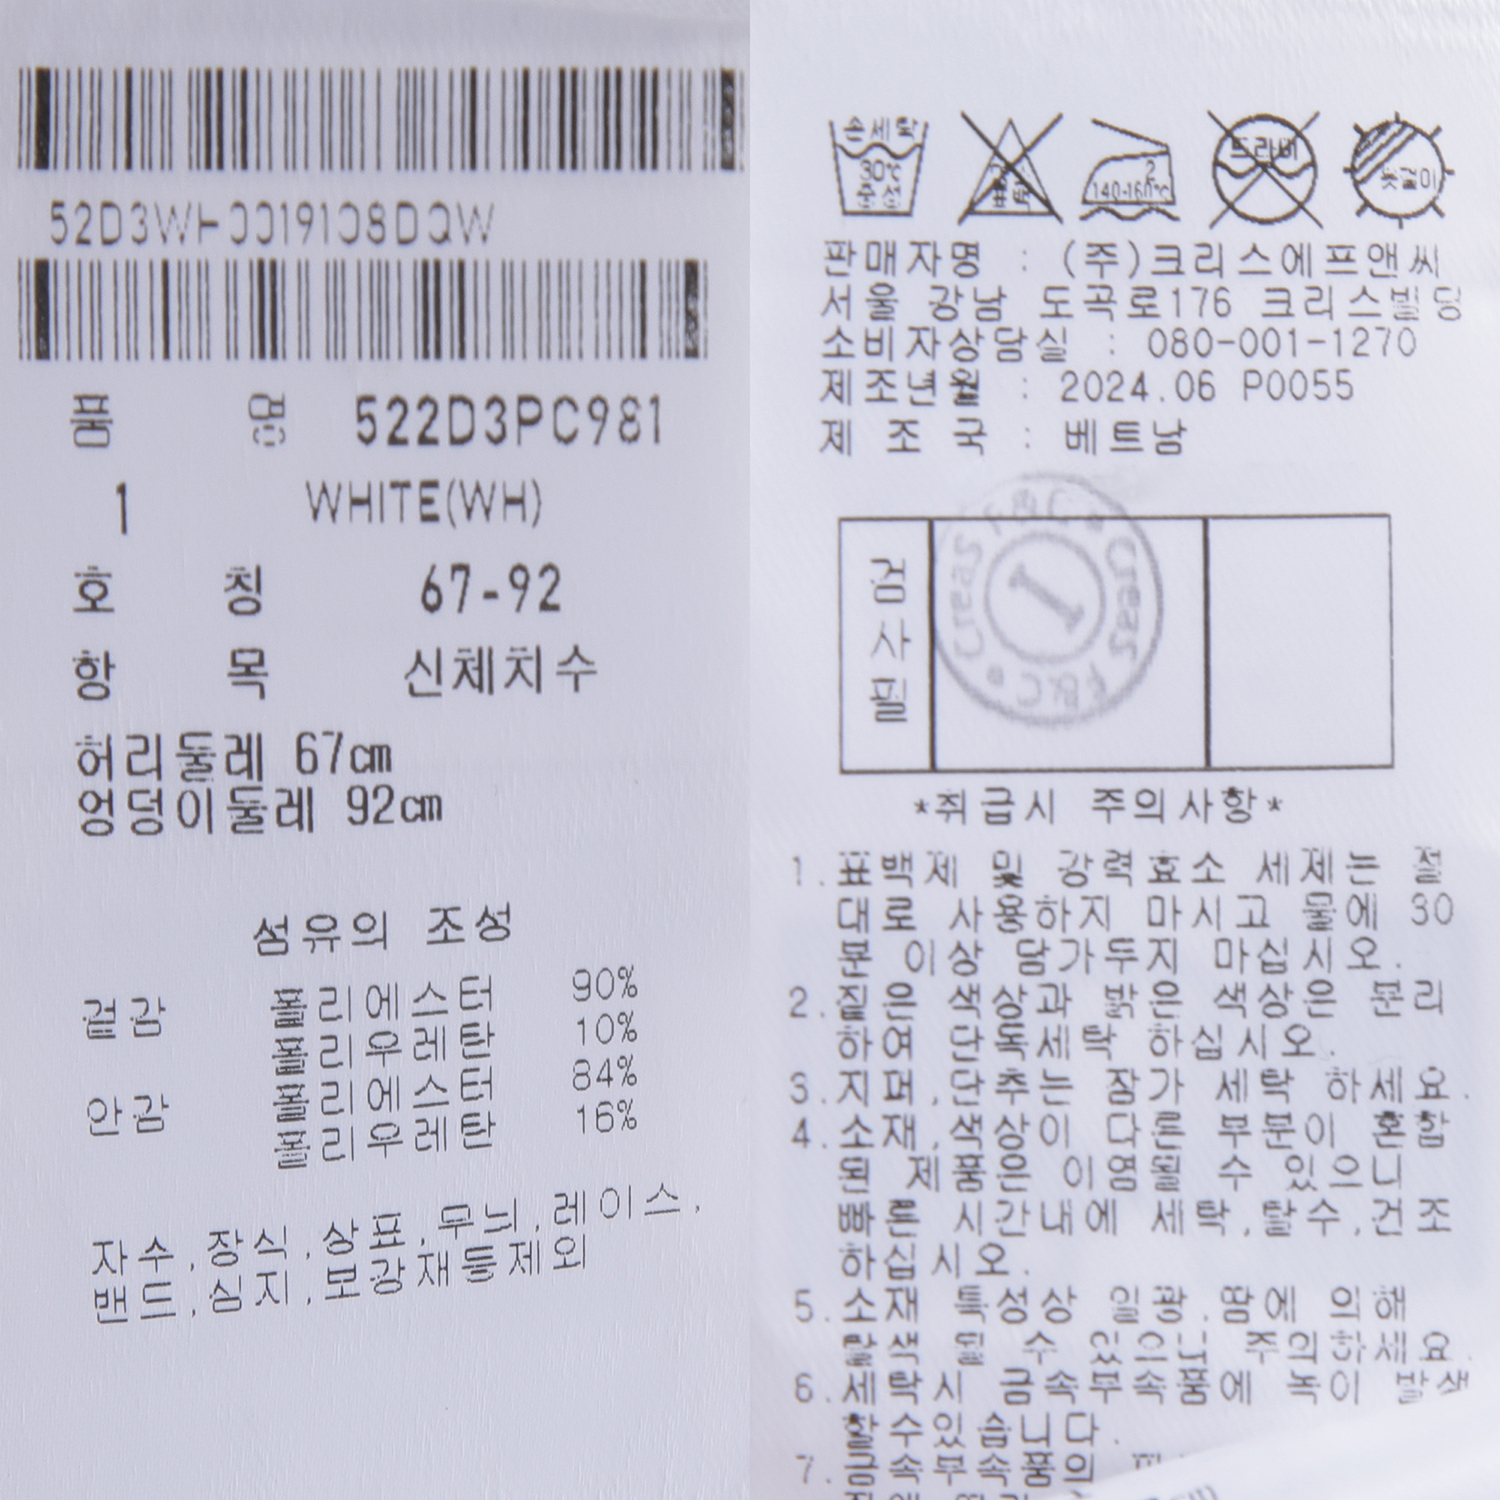 품 명 522D3PC981
1 WHITE(WH)
호 칭 67-92
항 목 신체치수
허리둘레 67cm
엉덩이둘레 92cm
섬유의 조성
겉감 폴리에스터 90%
폴리우레탄 10%
안감 폴리에스터 84%
폴리우레탄 16%
자수,장식,상표,무늬,레이스,
밴드,심지,보강재등제외
손세탁
30℃
중성
2
140-160℃
드라이
옷걸이
판매자명 : (주)크리스에프앤씨
서울 강남 도곡로176 크리스빌딩
소비자상담실 : 080-001-1270
제조년월 : 2024.06 P0055
제 조 국 : 베트남
검사필
Creas F&C
Creas F&C
1
*취급시 주의사항*
1.표백제 및 강력효소 세제는 절
대로 사용하지 마시고 물에 30
분 이상 담가두지 마십시오.
2.짙은 색상과 밝은 색상은 분리
하여 단독세탁 하십시오.
3.지퍼,단추는 잠가 세탁 하세요.
4.소재,색상이 다른 부분이 혼합
된 제품은 이염될 수 있으니
빠른 시간내에 세탁,탈수,건조
하십시오.
5.소재 특성상 일광,땀에 의해
탈색 될 수 있으니 주의하세요.
6.세탁시 금속부속품에 녹이 발생
할수있습니다.
7.금속부속품의